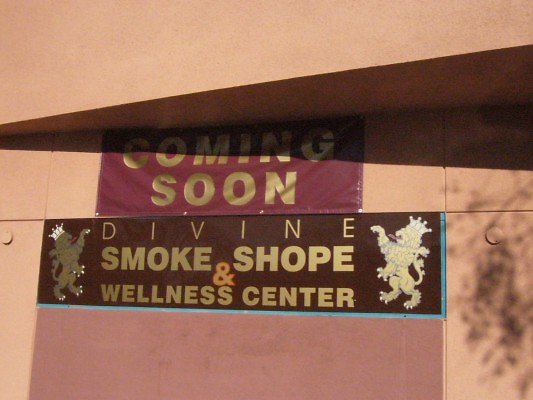 COMING
SOON
DIVINE
SMOKE SHOPE
&
WELLNESS CENTER